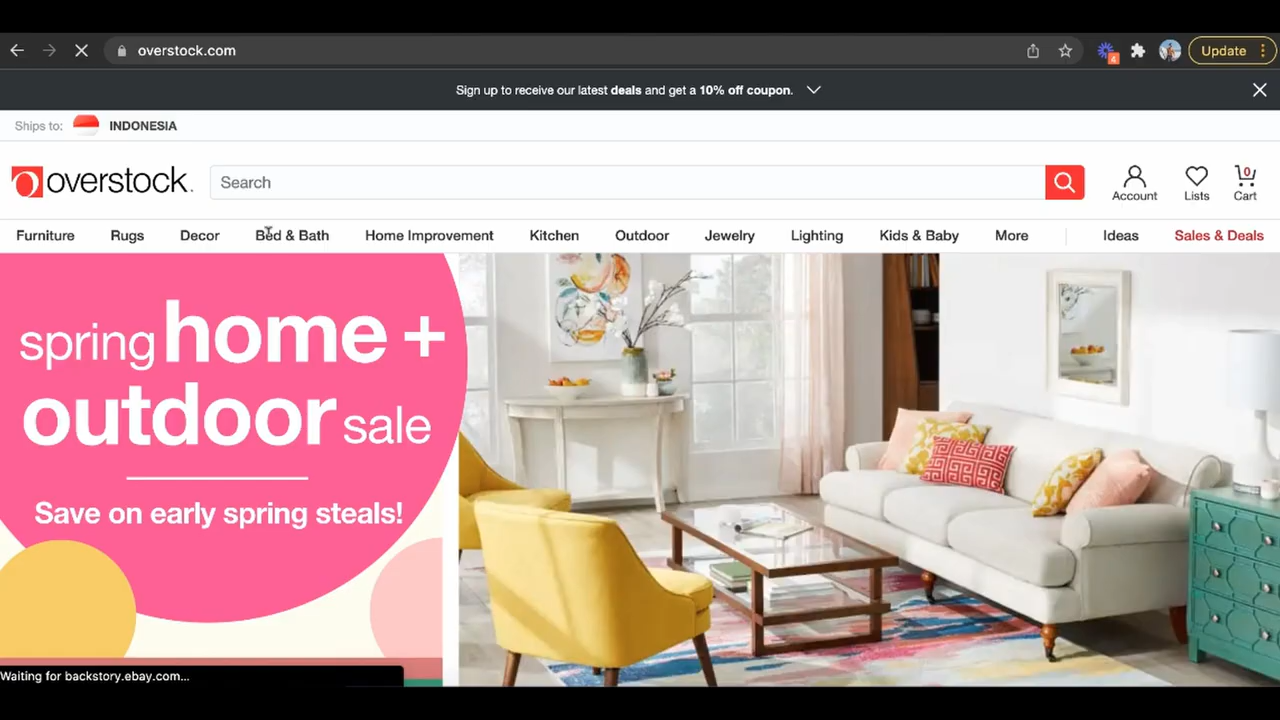 overstock.com
4
Update
Sign up to receive our latest deals and get a 10% off coupon.
Ships to: INDONESIA
overstock.
Search
Account
Lists
0
Cart
Furniture Rugs Decor Bed & Bath Home Improvement Kitchen Outdoor Jewelry Lighting Kids & Baby More Ideas Sales & Deals
spring home +
outdoor sale
Save on early spring steals!
Waiting for backstory.ebay.com...